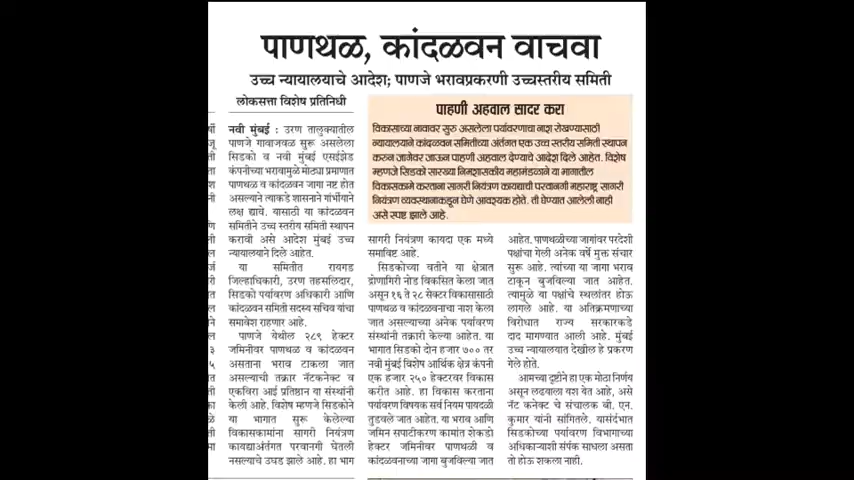 पाणथळ, कांदळवन वाचवा
उच्च न्यायालयाचे आदेश; पाणजे भरावप्रकरणी उच्चस्तरीय समिती
लोकसत्ता विशेष प्रतिनिधी
नवी मुंबई : उरण तालुक्यातील
पाणजे गावाजवळ सुरू असलेला
सिडको व नवी मुंबई एसईझेड
कंपनीच्या भरावामुळे मोठ्या प्रमाणात
पाणथळ व कांदळवन जागा नष्ट होत
असल्याने त्याकडे शासनाने गांर्भीयाने
लक्ष द्यावे. यासाठी या कांदळवन
समितीने उच्च स्तरीय समिती स्थापन
करावी असे आदेश मुंबई उच्च
न्यायालयाने दिले आहेत.
या समितीत रायगड
जिल्हाधिकारी, उरण तहसलिदार,
सिडको पर्यावरण अधिकारी आणि
कांदळवन समिती सदस्य सचिव यांचा
समावेश राहणार आहे.
पाणजे येथील २८९ हेक्टर
जमिनीवर पाणथळ व कांदळवन
असताना भराव टाकला जात
असल्याची तक्रार नॅटकनेक्ट व
एकविरा आई प्रतिष्ठान या संस्थांनी
केली आहे. विशेष म्हणजे सिडकोने
या भागात सुरू केलेल्या
विकासकामांना सागरी नियंत्रण
कायद्याअंर्तगत परवानगी घेतली
नसल्याचे उघड झाले आहे. हा भाग
पाहणी अहवाल सादर करा
विकासाच्या नावावर सुरु असलेला पर्यावरणाचा नाश रोखण्यासाठी
न्यायालयाने कांदळवन समितीच्या अंतर्गत एक उच्च स्तरीय समिती स्थापन
करुन जागेवर जाऊन पाहणी अहवाल देण्याचे आदेश दिले आहेत. विशेष
म्हणजे सिडको सारख्या निमशासकीय महामंडळाने या भागातील
विकासकामे करताना सागरी नियंत्रण कायद्याची परवानगी महाराष्ट्र सागरी
नियंत्रण व्यवस्थापनाकडून घेणे आवश्यक होते. ती घेण्यात आलेली नाही
असे स्पष्ट झाले आहे.
सागरी नियंत्रण कायदा एक मध्ये
समाविष्ट आहे.
सिडकोच्या वतीने या क्षेत्रात
द्रोणागिरी नोड विकसित केला जात
असून १६ ते २८ सेक्टर विकासासाठी
पाणथळ व कांदळवनाचा नाश केला
जात असल्याच्या अनेक पर्यावरण
संस्थांनी तक्रारी केल्या आहेत. या
भागात सिडको दोन हजार ७०० तर
नवी मुंबई विशेष आर्थिक क्षेत्र कंपनी
एक हजार २५० हेक्टरवर विकास
करीत आहे. हा विकास करताना
पर्यावरण विषयक सर्व नियम पायदळी
तुडवले जात आहेत. या भराव आणि
जमिन सपाटीकरण कामांत शेकडो
हेक्टर जमिनीवर पाणथळी व
कांदळवनाच्या जागा बुजविल्या जात
आहेत. पाणथळीच्या जागांवर परदेशी
पक्षांचा गेली अनेक वर्षे मुक्त संचार
सुरू आहे. त्यांच्या या जागा भराव
टाकून बुजविल्या जात आहेत.
त्यामुळे या पक्षांचे स्थलांतर होऊ
लागले आहे. या अतिक्रमाणाच्या
विरोधात राज्य सरकारकडे
दाद मागण्यात आली आहे. मुंबई
उच्च न्यायालयात देखील हे प्रकरण
गेले होते.
आमच्या दृष्टीने हा एक मोठा निर्णय
असून लढयाला यश येत आहे, असे
नॅट कनेक्ट चे संचालक बी. एन.
कुमार यांनी सांगितले. यासंदर्भात
सिडकोच्या पर्यावरण विभागाच्या
अधिकाऱ्याशी संर्पक साधला असता
तो होऊ शकला नाही.